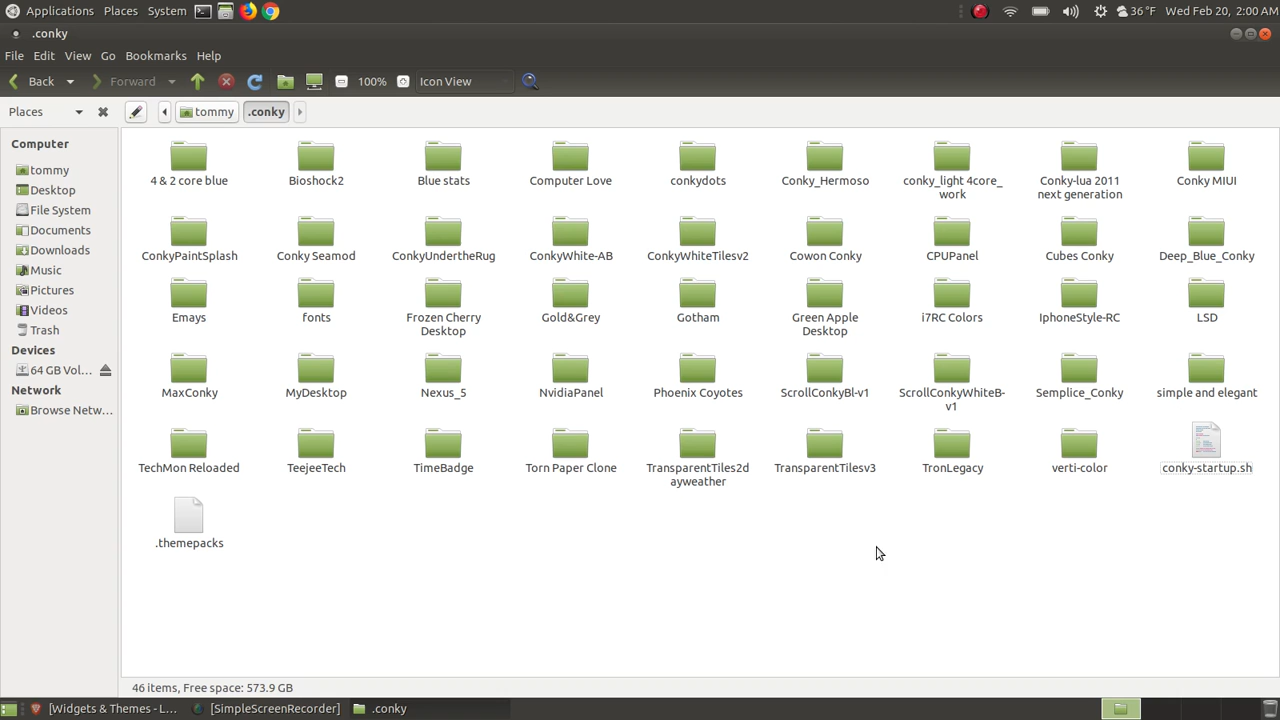 Applications Places System 36 °F Wed Feb 20, 2:00 AM
.conky
File Edit View Go Bookmarks Help
Back Forward 100% Icon View
Places tommy .conky
Computer
tommy
Desktop
File System
Documents
Downloads
Music
Pictures
Videos
Trash
Devices
64 GB Vol...
Network
Browse Netw...
4 & 2 core blue Bioshock2 Blue stats Computer Love conkydots Conky_Hermoso conky_light 4core_ Conky-lua 2011 Conky MIUI
work next generation
ConkyPaintSplash Conky Seamod ConkyUndertheRug ConkyWhite-AB ConkyWhiteTilesv2 Cowon Conky CPUPanel Cubes Conky Deep_Blue_Conky
Emays fonts Frozen Cherry Gold&Grey Gotham Green Apple i7RC Colors IphoneStyle-RC LSD
Desktop Desktop
MaxConky MyDesktop Nexus_5 NvidiaPanel Phoenix Coyotes ScrollConkyBl-v1 ScrollConkyWhiteB- Semplice_Conky simple and elegant
v1
TechMon Reloaded TeejeeTech TimeBadge Torn Paper Clone TransparentTiles2d TransparentTilesv3 TronLegacy verti-color conky-startup.sh
ayweather
.themepacks
46 items, Free space: 573.9 GB
[Widgets & Themes - L... [SimpleScreenRecorder] .conky